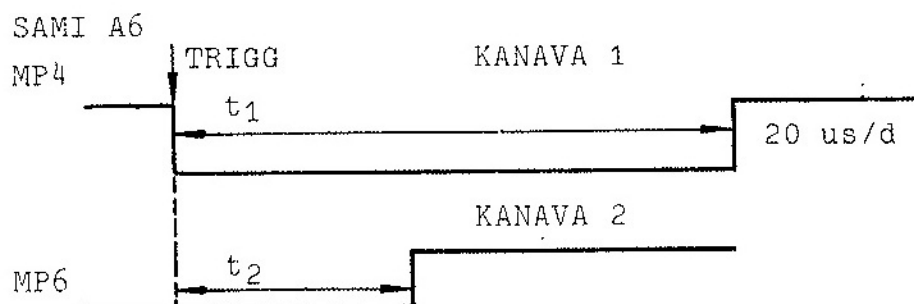 SAMI A6
TRIGG
KANAVA 1
MP4
t1
20 us/d
KANAVA 2
t2
MP6